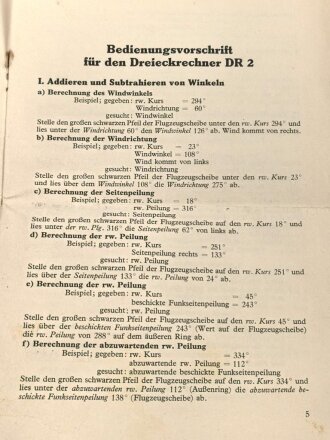 Bedienungsvorschrift
für den Dreieckrechner DR 2
I. Addieren und Subtrahieren von Winkeln
a) Berechnung des Windwinkels
Beispiel; gegeben: rw. Kurs = 294°
Windrichtung = 60°
gesucht: Windwinkel
Stelle den großen schwarzen Pfeil der Flugzeugscheibe unter den rw. Kurs 294° und
lies unter der Windrichtung 60° den Windwinkel 126° ab. Wind kommt von rechts.
b) Berechnung der Windrichtung
Beispiel; gegeben: rw. Kurs = 23°
Windwinkel = 108°
Wind kommt von links
gesucht: Windrichtung
Stelle den großen schwarzen Pfeil der Flugzeugscheibe unter den rw. Kurs 23°
und lies über dem Windwinkel 108° die Windrichtung 275° ab.
c) Berechnung der Seitenpeilung
Beispiel; gegeben: rw. Kurs = 18°
rw. Peilung = 316°
gesucht: Seitenpeilung
Stelle den großen schwarzen Pfeil der Flugzeugscheibe auf den rw. Kurs 18° und
lies unter der rw. Plg. 316° die Seitenpeilung 62° von links ab.
d) Berechnung der rw. Peilung
Beispiel; gegeben: rw. Kurs = 251°
Seitenpeilung rechts = 133°
gesucht: rw. Peilung
Stelle den großen schwarzen Pfeil der Flugzeugscheibe auf den rw. Kurs 251° und
lies über der Seitenpeilung 133° die rw. Peilung von 24° ab.
e) Berechnung der rw. Peilung
Beispiel; gegeben: rw. Kurs = 45°
beschickte Funkseitenpeilung = 243°
gesucht: rw. Peilung
Stelle den großen schwarzen Pfeil der Flugzeugscheibe auf den rw. Kurs 45° und
lies über der beschickten Funkseitenpeilung 243° (Wert auf der Flugzeugscheibe)
die rw. Peilung von 288° auf dem äußeren Ring ab.
f) Berechnung der abzuwartenden rw. Peilung
Beispiel; gegeben: rw. Kurs = 334°
abzuwartende rw. Peilung = 112°
gesucht: abzuwartende beschickte Funkseitenpeilung
Stelle den großen schwarzen Pfeil der Flugzeugscheibe auf den rw. Kurs 334° und
lies unter der abzuwartenden rw. Peilung 112° (Außenring) die abzuwartende be-
schickte Funkseitenpeilung 138° (Flugzeugscheibe) ab.
5